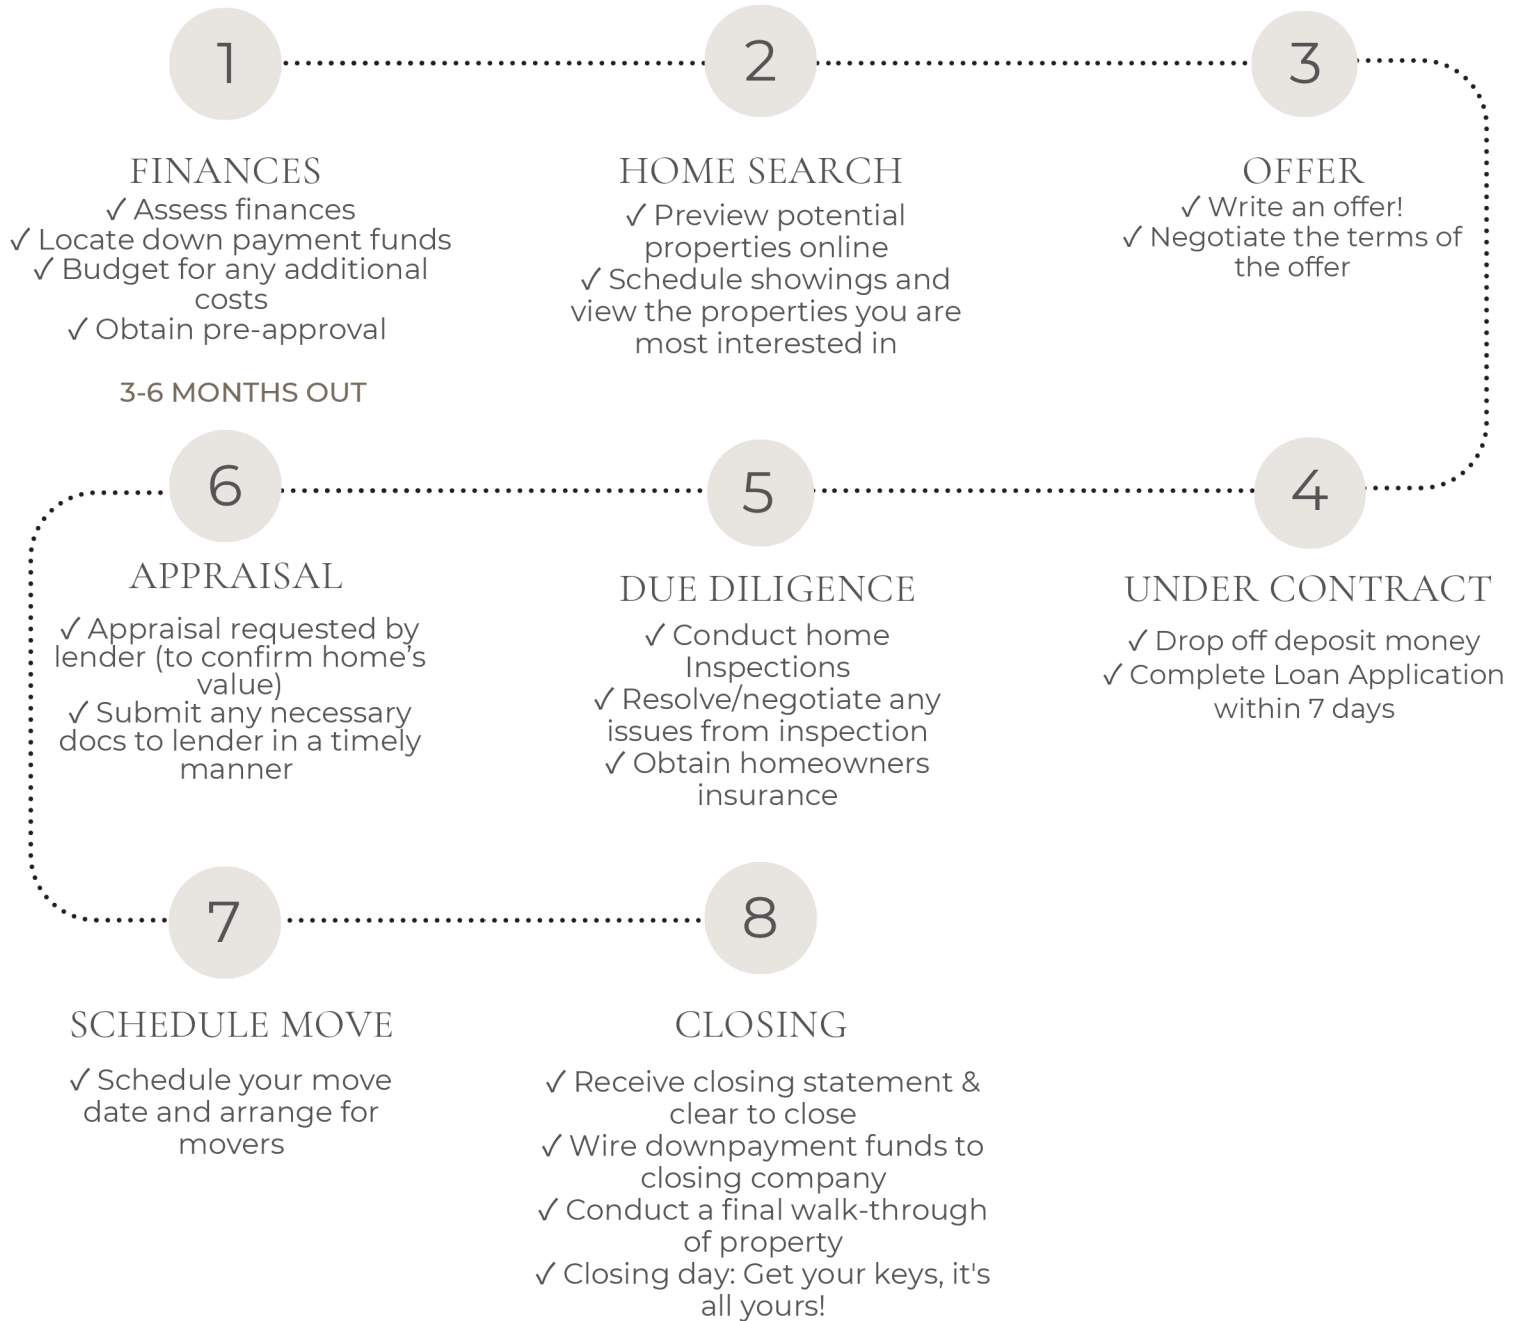 1
FINANCES
✓ Assess finances
✓ Locate down payment funds
✓ Budget for any additional
costs
✓ Obtain pre-approval
3-6 MONTHS OUT
2
HOME SEARCH
✓ Preview potential
properties online
✓ Schedule showings and
view the properties you are
most interested in
3
OFFER
✓ Write an offer!
✓ Negotiate the terms of
the offer
4
UNDER CONTRACT
✓ Drop off deposit money
✓ Complete Loan Application
within 7 days
5
DUE DILIGENCE
✓ Conduct home
Inspections
✓ Resolve/negotiate any
issues from inspection
✓ Obtain homeowners
insurance
6
APPRAISAL
✓ Appraisal requested by
lender (to confirm home’s
value)
✓ Submit any necessary
docs to lender in a timely
manner
7
SCHEDULE MOVE
✓ Schedule your move
date and arrange for
movers
8
CLOSING
✓ Receive closing statement &
clear to close
✓ Wire downpayment funds to
closing company
✓ Conduct a final walk-through
of property
✓ Closing day: Get your keys, it's
all yours!